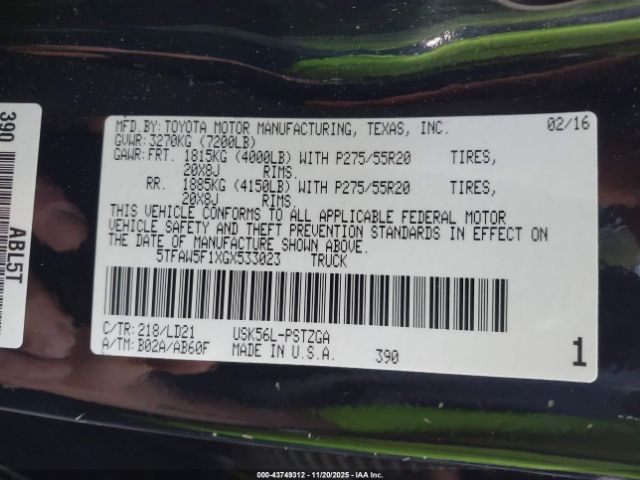 390
ABL5T
MFD.BY: TOYOTA MOTOR MANUFACTURING, TEXAS, INC. 02/16
GVWR: 3270KG (7200LB)
GAWR: FRT. 1815KG (4000LB) WITH P275/55R20 TIRES,
20X8J RIMS.
RR. 1885KG (4150LB) WITH P275/55R20 TIRES,
20X8J RIMS.
THIS VEHICLE CONFORMS TO ALL APPLICABLE FEDERAL MOTOR
VEHICLE SAFETY AND THEFT PREVENTION STANDARDS IN EFFECT ON
THE DATE OF MANUFACTURE SHOWN ABOVE.
5TFAW5F1XGX533023 TRUCK
C/TR: 218/LD21 USK56L-PSTZGA
A/TM: B02A/AB60F MADE IN U.S.A. 390 1
000-43749312 - 11/20/2025 - IAA Inc.